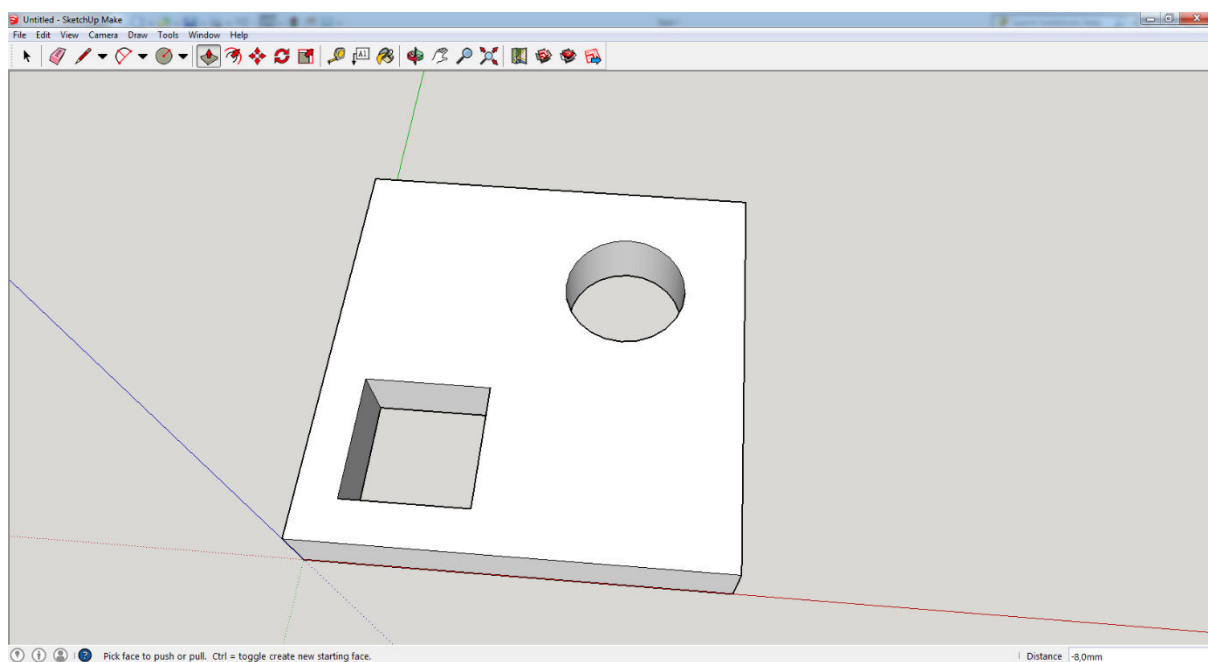 Untitled - SketchUp Make
File Edit View Camera Draw Tools Window Help
A1
Pick face to push or pull. Ctrl = toggle create new starting face.
Distance -8,0mm